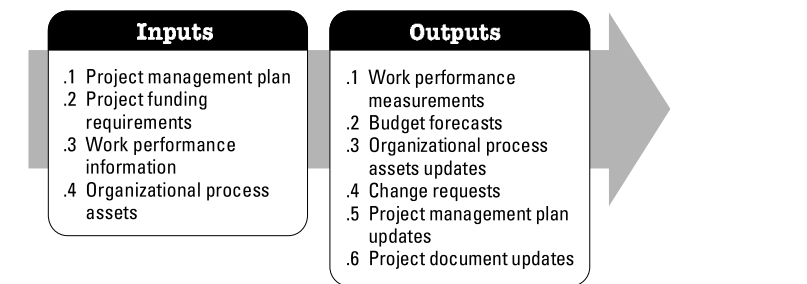 Inputs
.1 Project management plan
.2 Project funding
requirements
.3 Work performance
information
.4 Organizational process
assets
Outputs
.1 Work performance
measurements
.2 Budget forecasts
.3 Organizational process
assets updates
.4 Change requests
.5 Project management plan
updates
.6 Project document updates